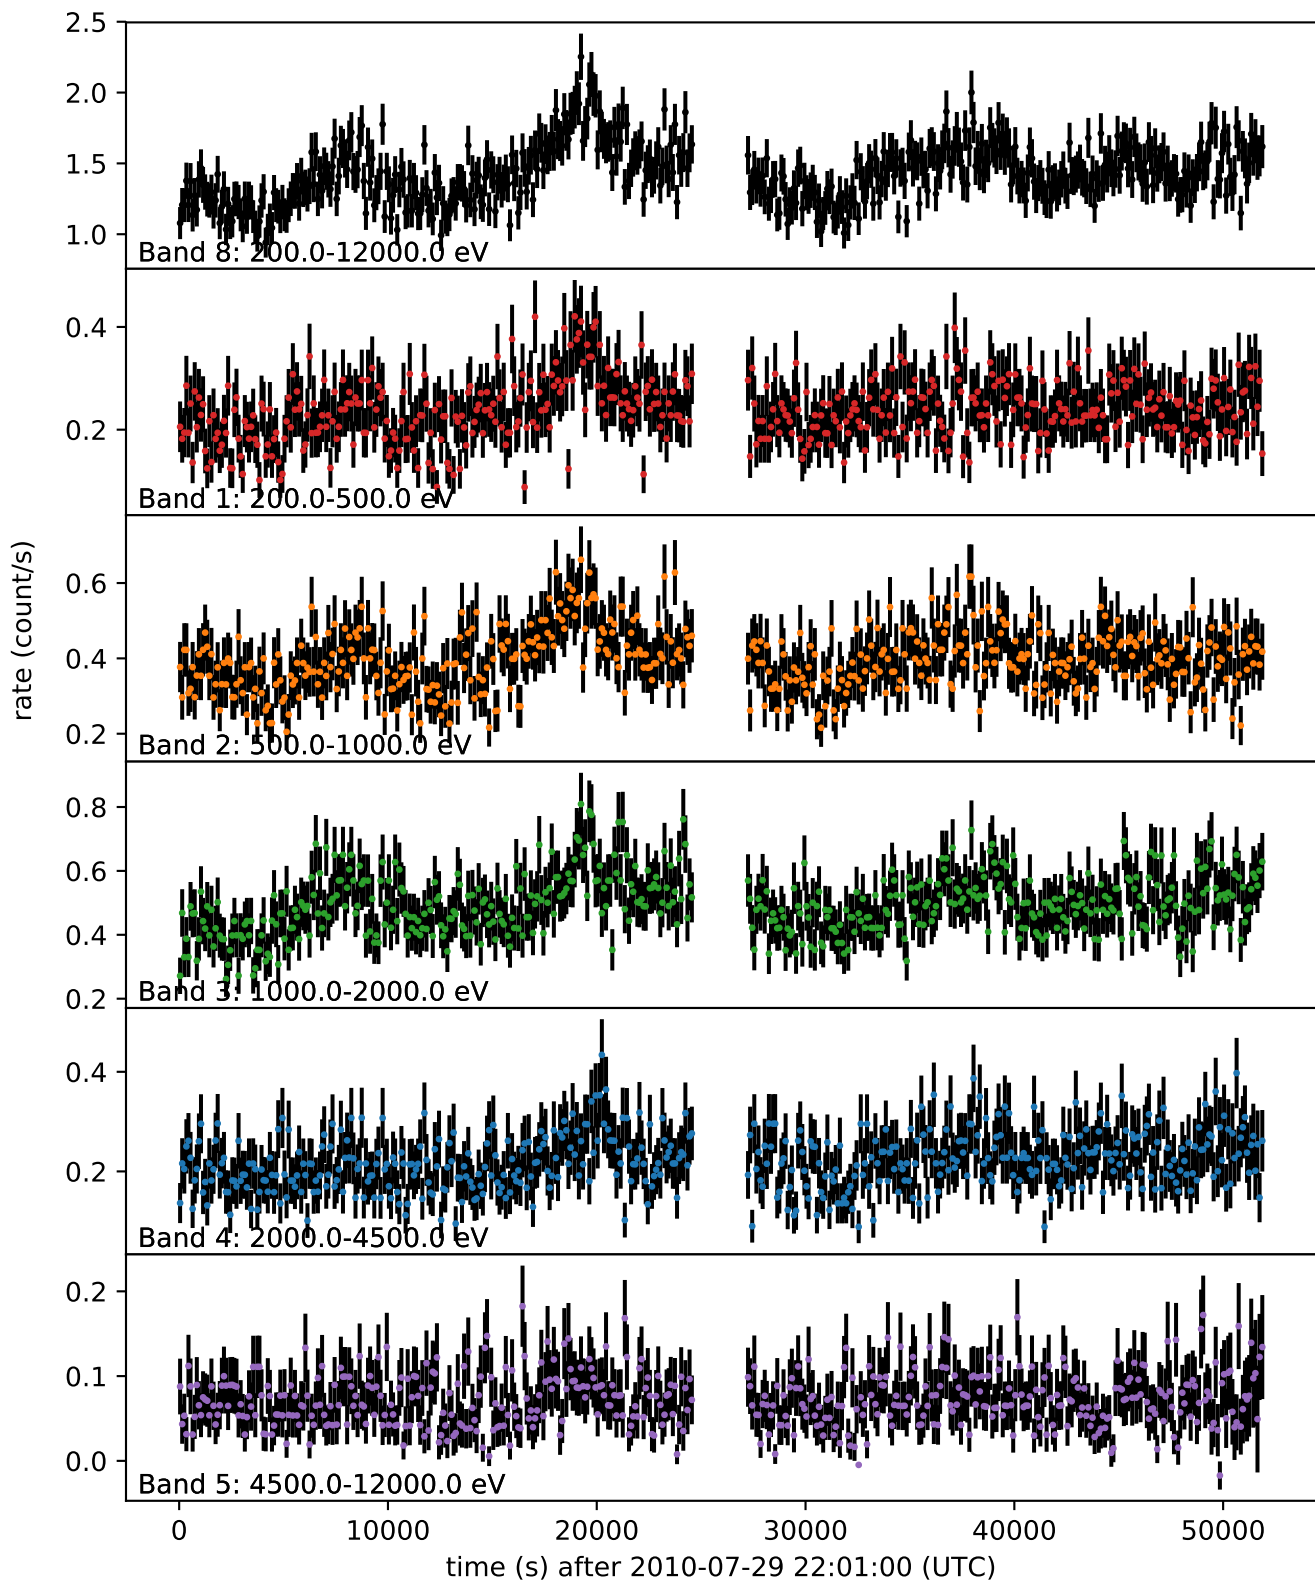 2.5
2.0
1.5
1.0
Band 8: 200.0-12000.0 eV
0.4
0.2
Band 1: 200.0-500.0 eV
rate (count/s)
0.6
0.4
0.2
Band 2: 500.0-1000.0 eV
0.8
0.6
0.4
0.2
Band 3: 1000.0-2000.0 eV
0.4
0.2
Band 4: 2000.0-4500.0 eV
0.2
0.1
0.0
Band 5: 4500.0-12000.0 eV
0 10000 20000 30000 40000 50000
time (s) after 2010-07-29 22:01:00 (UTC)